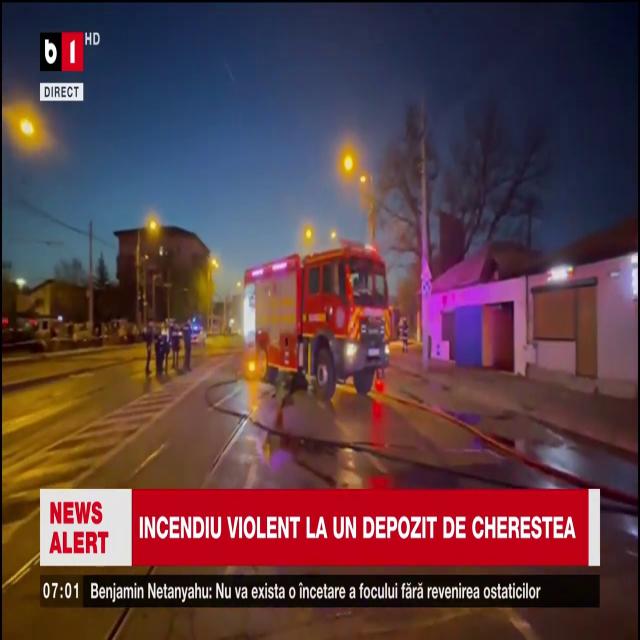 b1 HD
DIRECT
NEWS
ALERT
INCENDIU VIOLENT LA UN DEPOZIT DE CHERESTEA
07:01 Benjamin Netanyahu: Nu va exista o încetare a focului fără revenirea ostaticilor